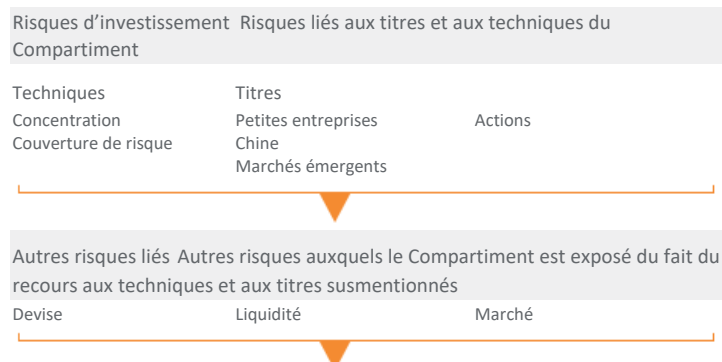 Risques d’investissement Risques liés aux titres et aux techniques du
Compartiment
Techniques Titres
Concentration Petites entreprises Actions
Couverture de risque Chine
Marchés émergents
Autres risques liés Autres risques auxquels le Compartiment est exposé du fait du
recours aux techniques et aux titres susmentionnés
Devise Liquidité Marché